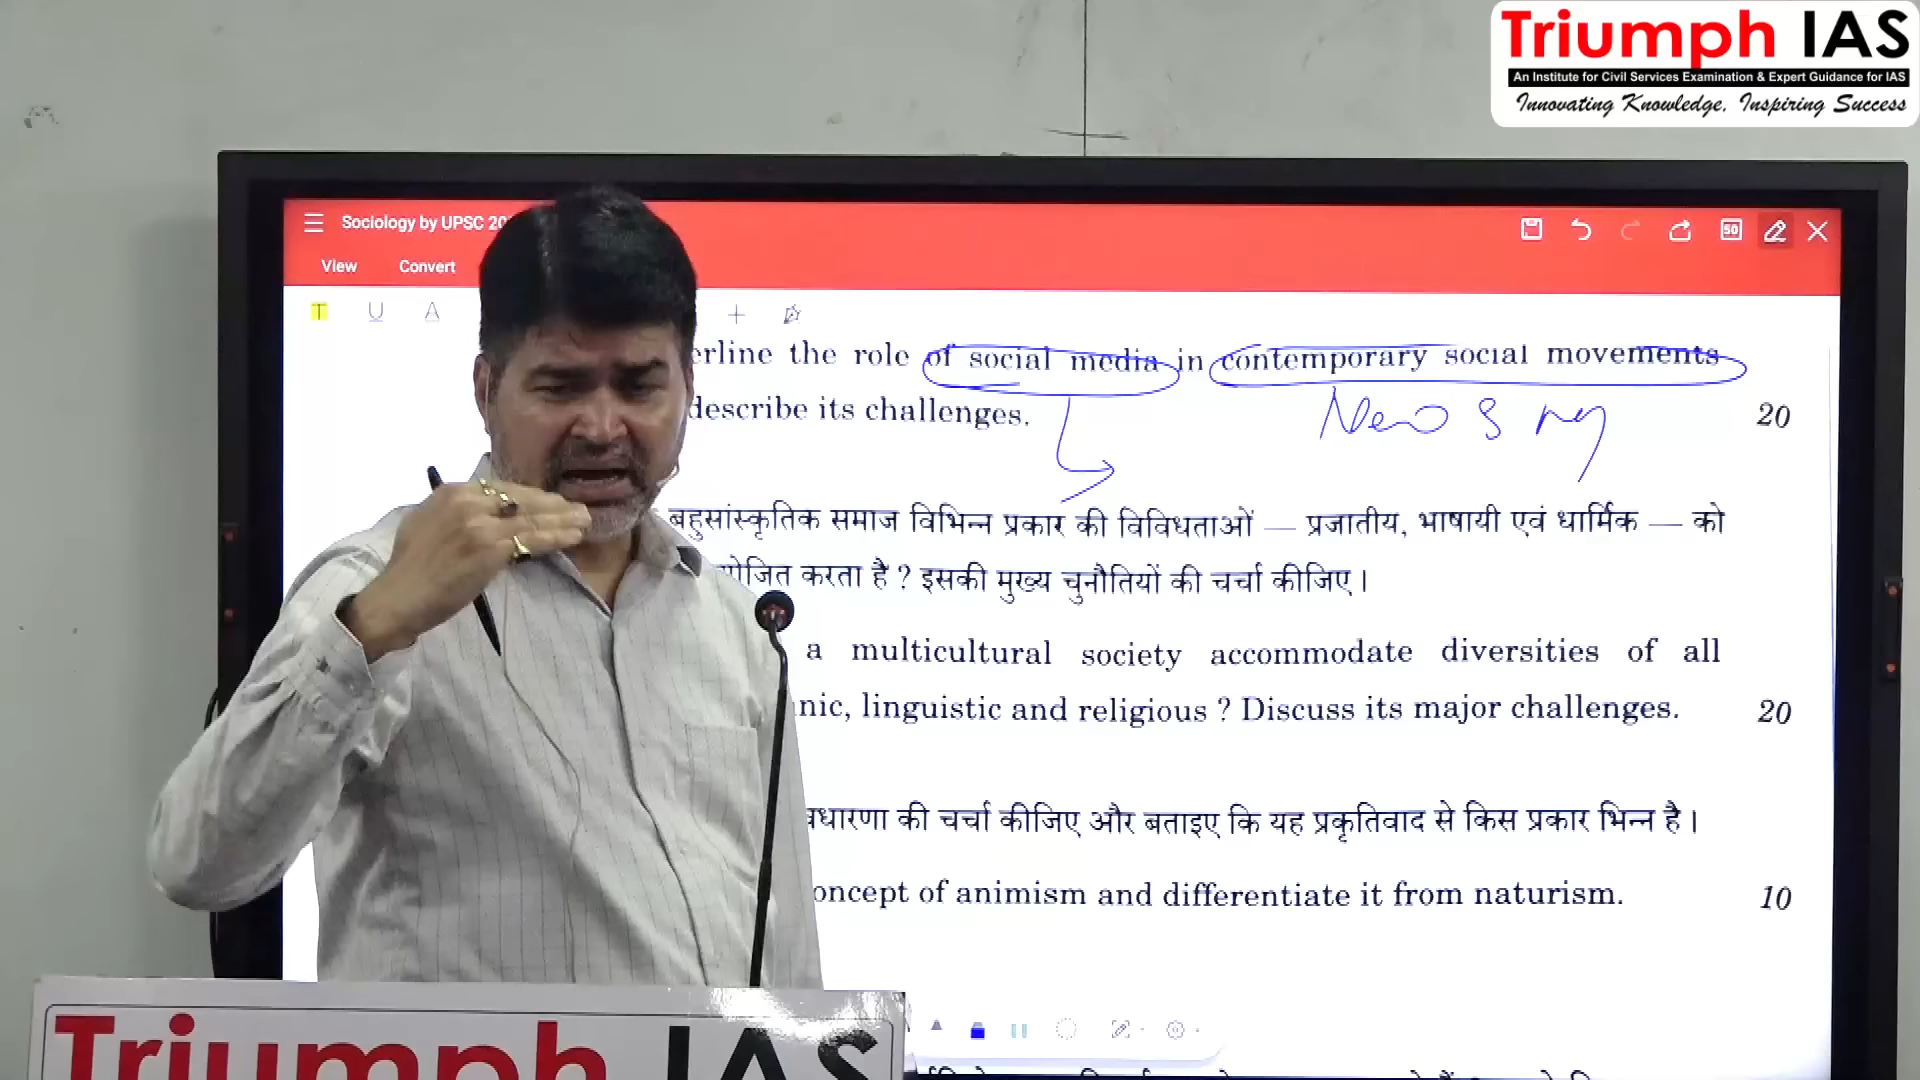 Triumph IAS
An Institute for Civil Services Examination & Expert Guidance for IAS
Innovating Knowledge, Inspiring Success
Sociology by UPSC 20
View Convert
T U A
50
erline the role of social media in contemporary social movements
describe its challenges. 20
New S
बहुसांस्कृतिक समाज विभिन्न प्रकार की विविधताओं — प्रजातीय, भाषायी एवं धार्मिक — को
योजित करता है ? इसकी मुख्य चुनौतियों की चर्चा कीजिए ।
a multicultural society accommodate diversities of all
nic, linguistic and religious ? Discuss its major challenges. 20
वधारणा की चर्चा कीजिए और बताइए कि यह प्रकृतिवाद से किस प्रकार भिन्न है ।
oncept of animism and differentiate it from naturism. 10
Triumph IAS